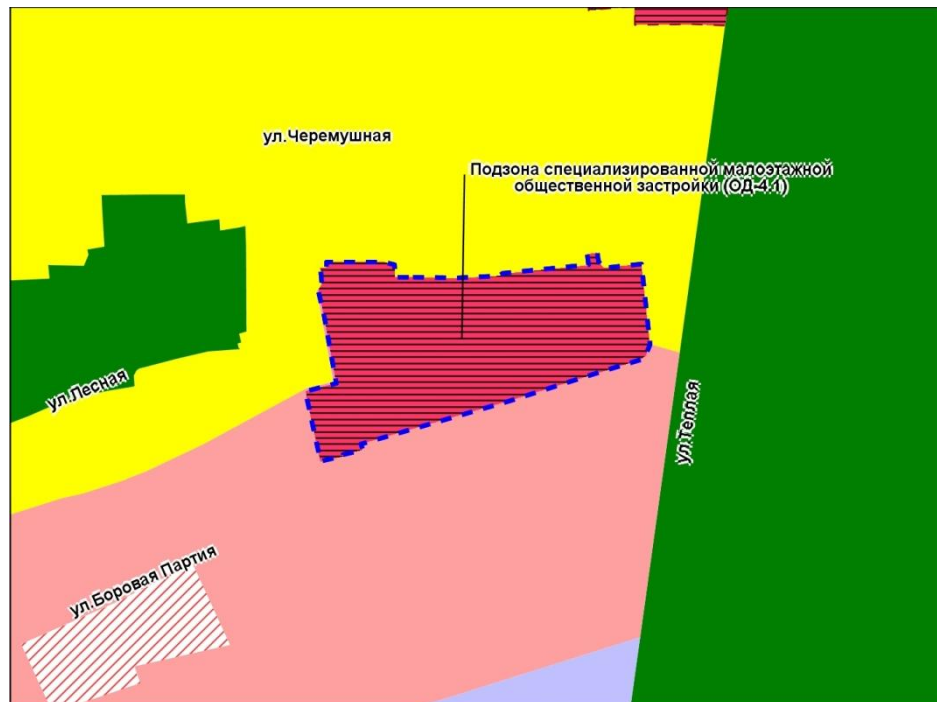 ул.Черемушная
Подзона специализированной малоэтажной
общественной застройки (ОД-4.1)
ул.Лесная
ул.Теплая
ул.Боровая Партия